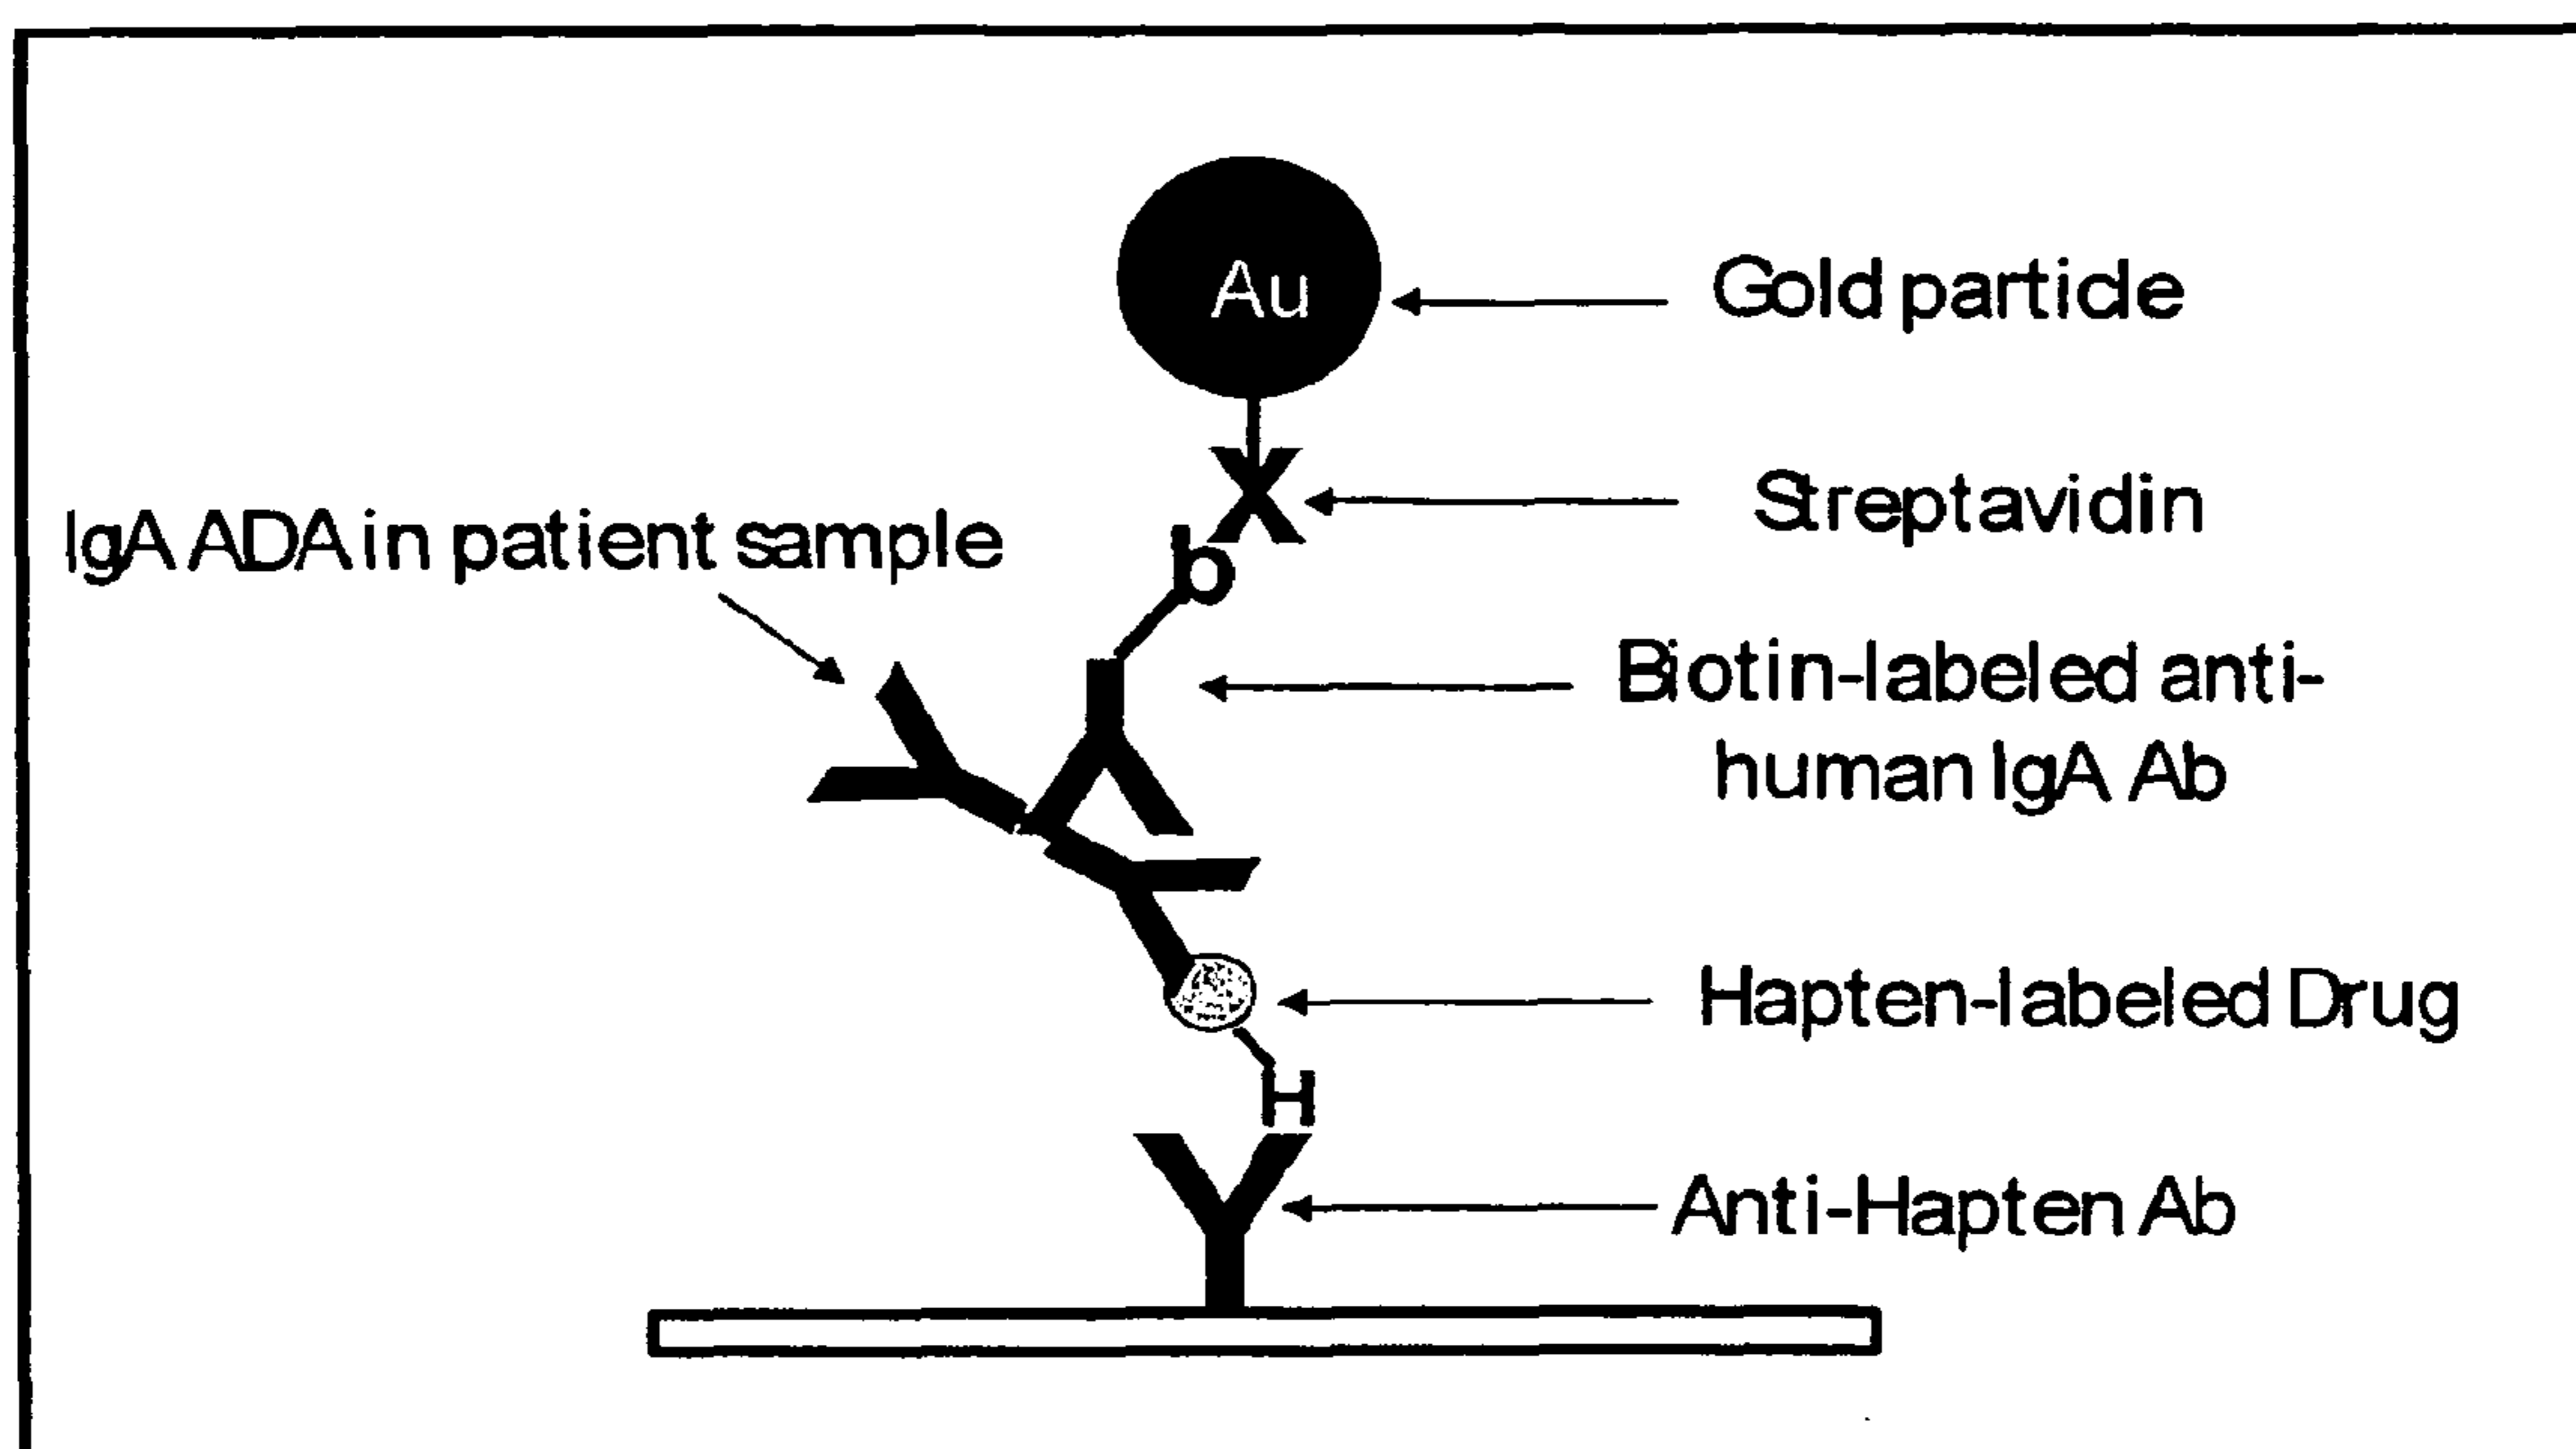 Au
Gold particle
Streptavidin
IgA ADA in patient sample
b
Biotin-labeled anti-
human IgA Ab
Hapten-labeled Drug
H
Anti-Hapten Ab